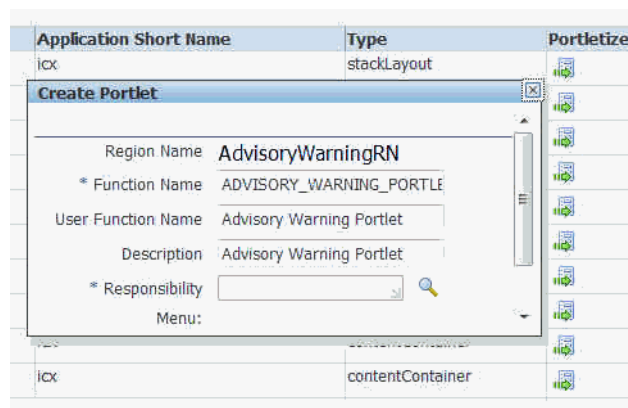 Application Short Name Type Portletize
icx stackLayout
Create Portlet
Region Name AdvisoryWarningRN
* Function Name ADVISORY_WARNING_PORTLE
User Function Name Advisory Warning Portlet
Description Advisory Warning Portlet
* Responsibility
Menu:
icx contentContainer